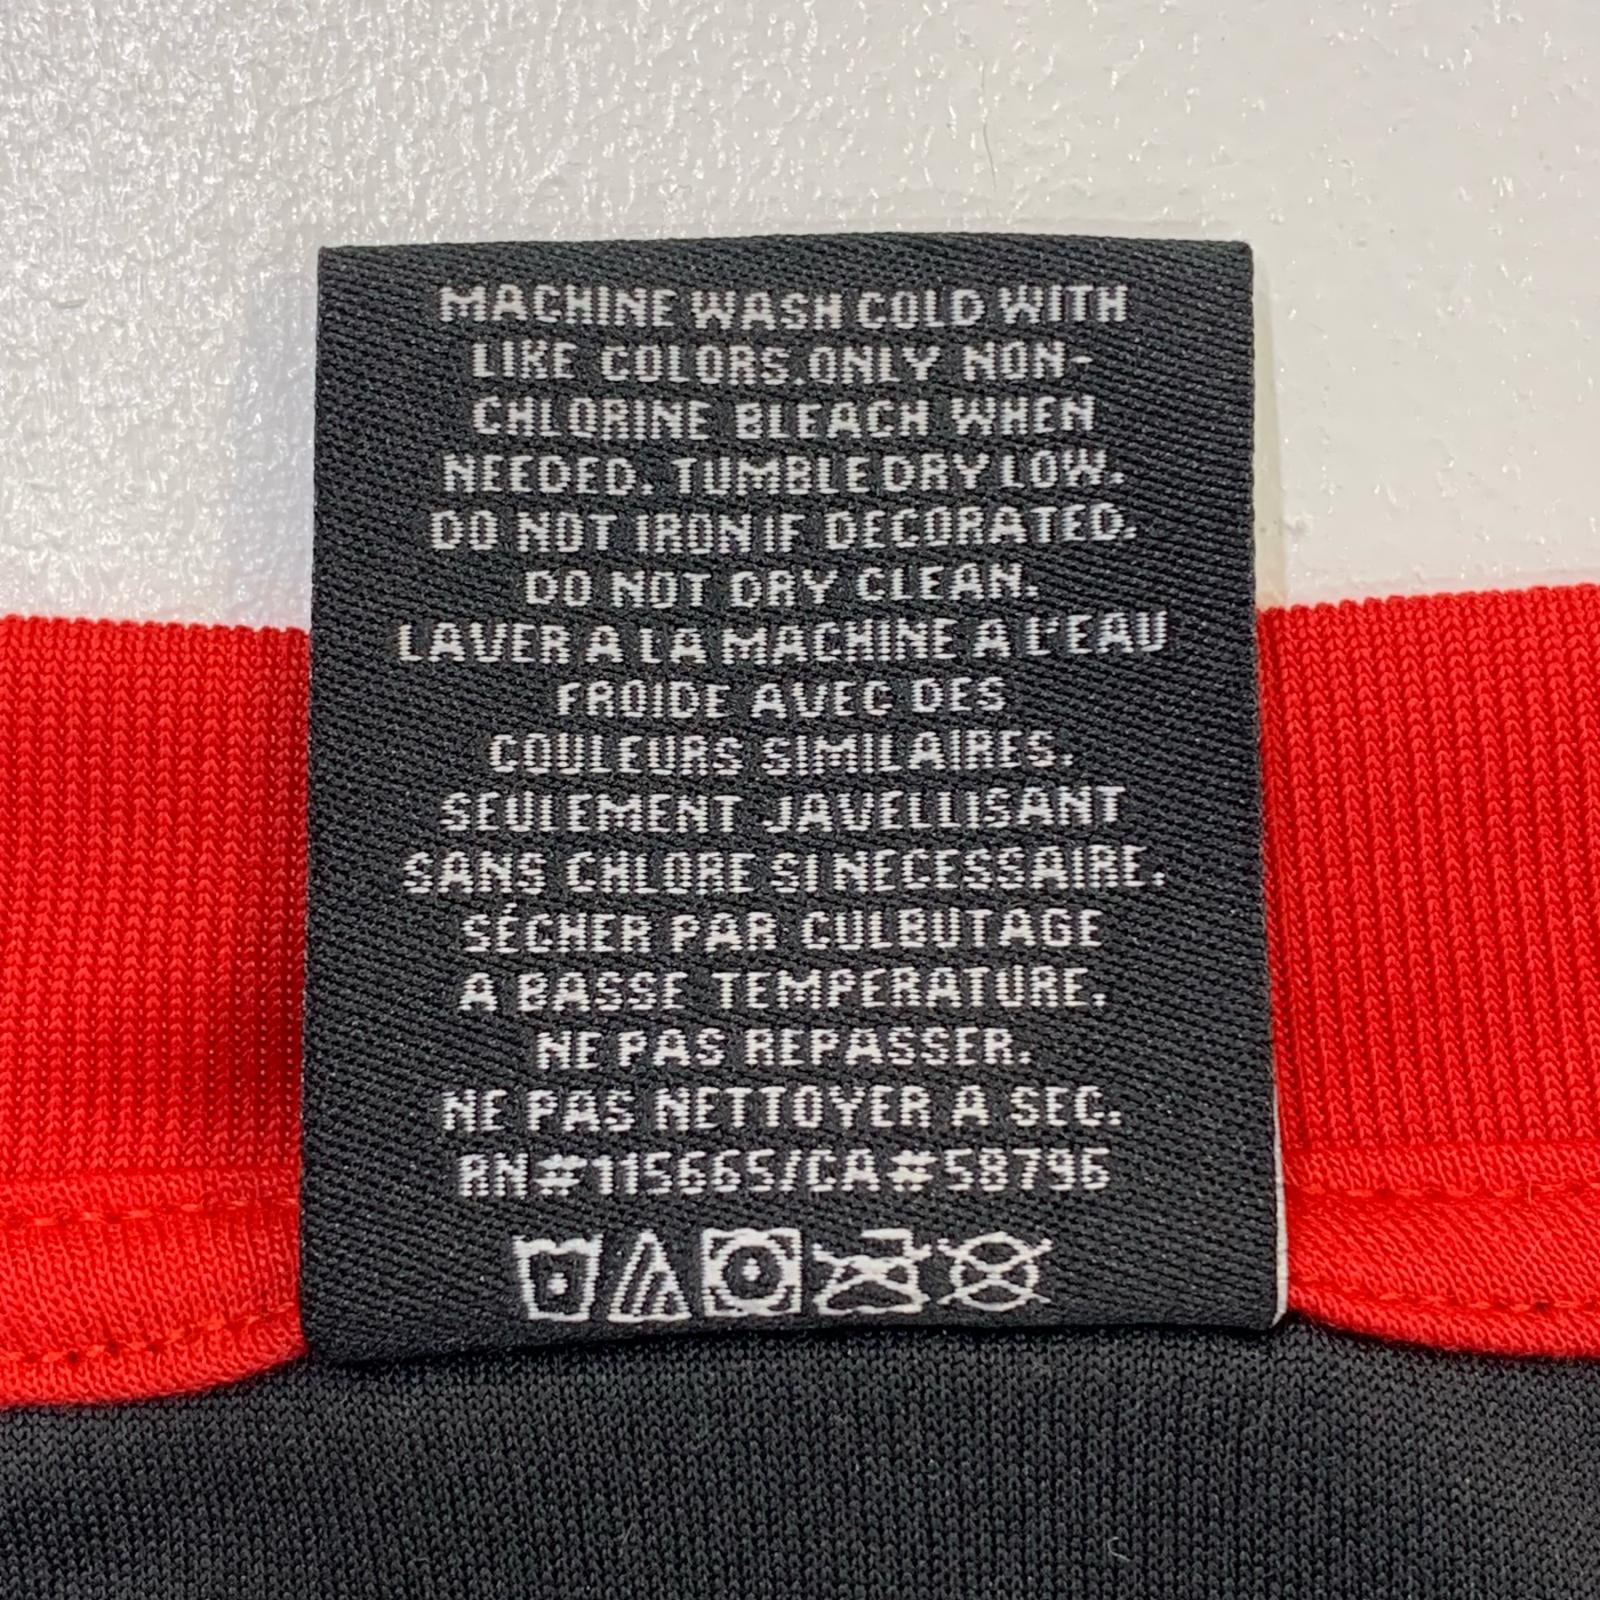 MACHINE WASH COLD WITH
LIKE COLORS.ONLY NON-
CHLORINE BLEACH WHEN
NEEDED. TUMBLE DRY LOW.
DO NOT IRON IF DECORATED.
DO NOT DRY CLEAN.
LAVER A LA MACHINE A L'EAU
FROIDE AVEC DES
COULEURS SIMILAIRES.
SEULEMENT JAVELLISANT
SANS CHLORE SI NECESSAIRE.
SÉCHER PAR CULBUTAGE
A BASSE TEMPERATURE.
NE PAS REPASSER.
NE PAS NETTOYER A SEC.
RN#115665/CA#58796